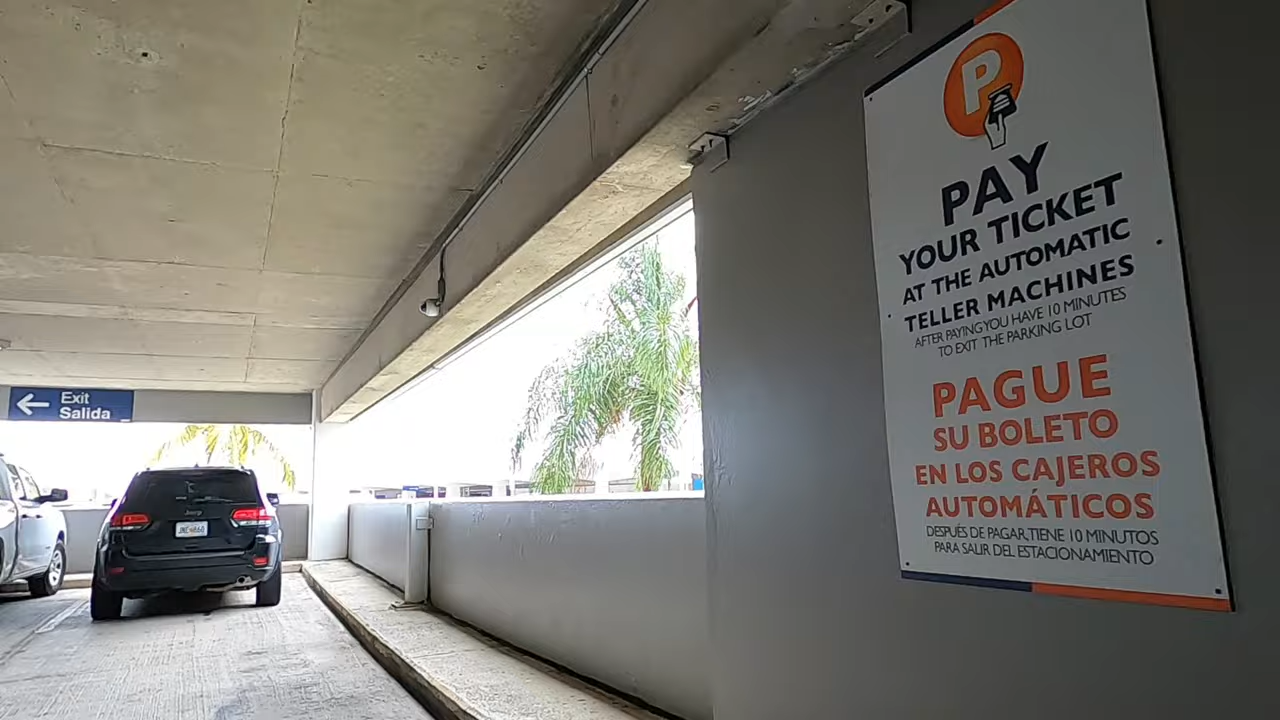 P
PAY
YOUR TICKET
AT THE AUTOMATIC
TELLER MACHINES
AFTER PAYING YOU HAVE 10 MINUTES
TO EXIT THE PARKING LOT
PAGUE
SU BOLETO
EN LOS CAJEROS
AUTOMÁTICOS
DESPUÉS DE PAGAR, TIENE 10 MINUTOS
PARA SALIR DEL ESTACIONAMIENTO
Exit
Salida
Jeep